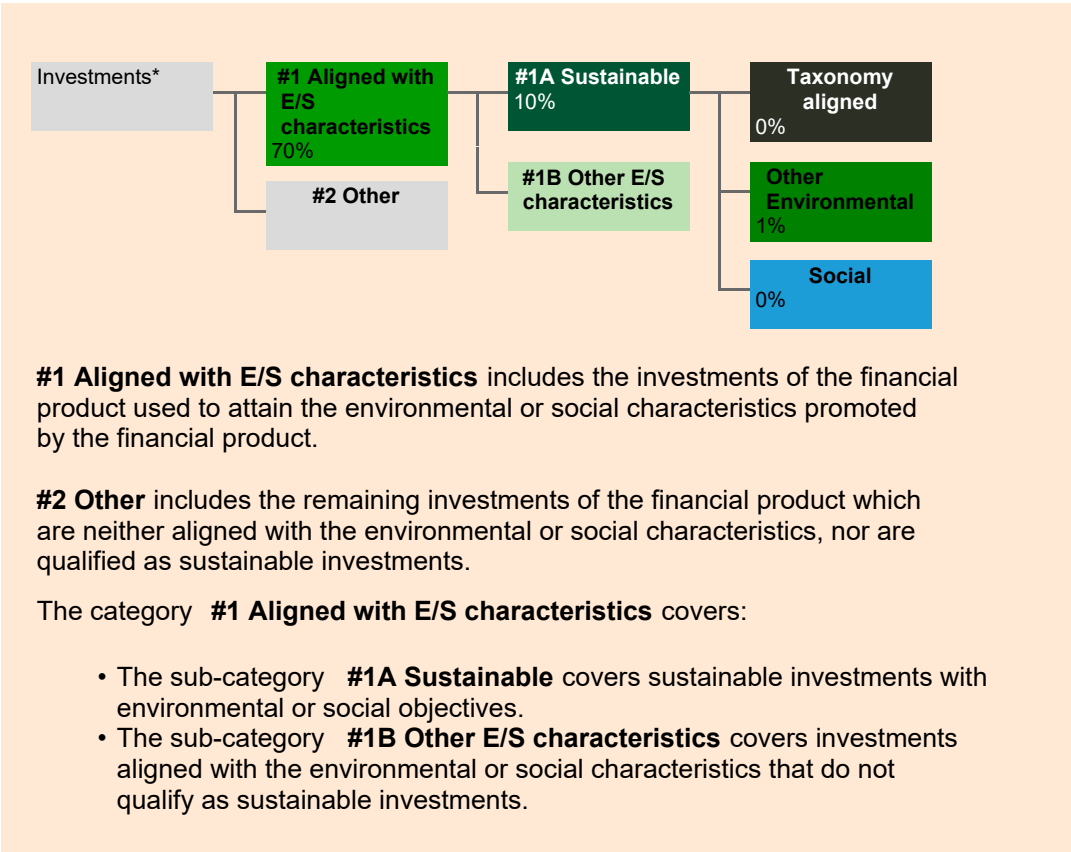 Investments*
#1 Aligned with
E/S
characteristics
70%
#2 Other
#1A Sustainable
10%
#1B Other E/S
characteristics
Taxonomy
aligned
0%
Other
Environmental
1%
Social
0%
#1 Aligned with E/S characteristics includes the investments of the financial
product used to attain the environmental or social characteristics promoted
by the financial product.
#2 Other includes the remaining investments of the financial product which
are neither aligned with the environmental or social characteristics, nor are
qualified as sustainable investments.
The category #1 Aligned with E/S characteristics covers:
• The sub-category #1A Sustainable covers sustainable investments with
environmental or social objectives.
• The sub-category #1B Other E/S characteristics covers investments
aligned with the environmental or social characteristics that do not
qualify as sustainable investments.